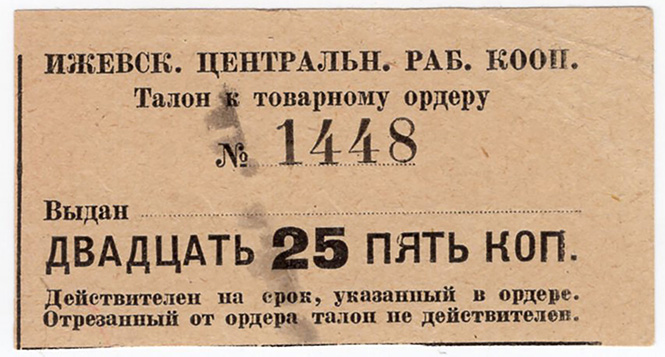 ИЖЕВСК. ЦЕНТРАЛЬН. РАБ. КООП.
Талон к товарному ордеру
№ 1448
Выдан
ДВАДЦАТЬ 25 ПЯТЬ КОП.
Действителен на срок, указанный в ордере.
Отрезанный от ордера талон не действителен.